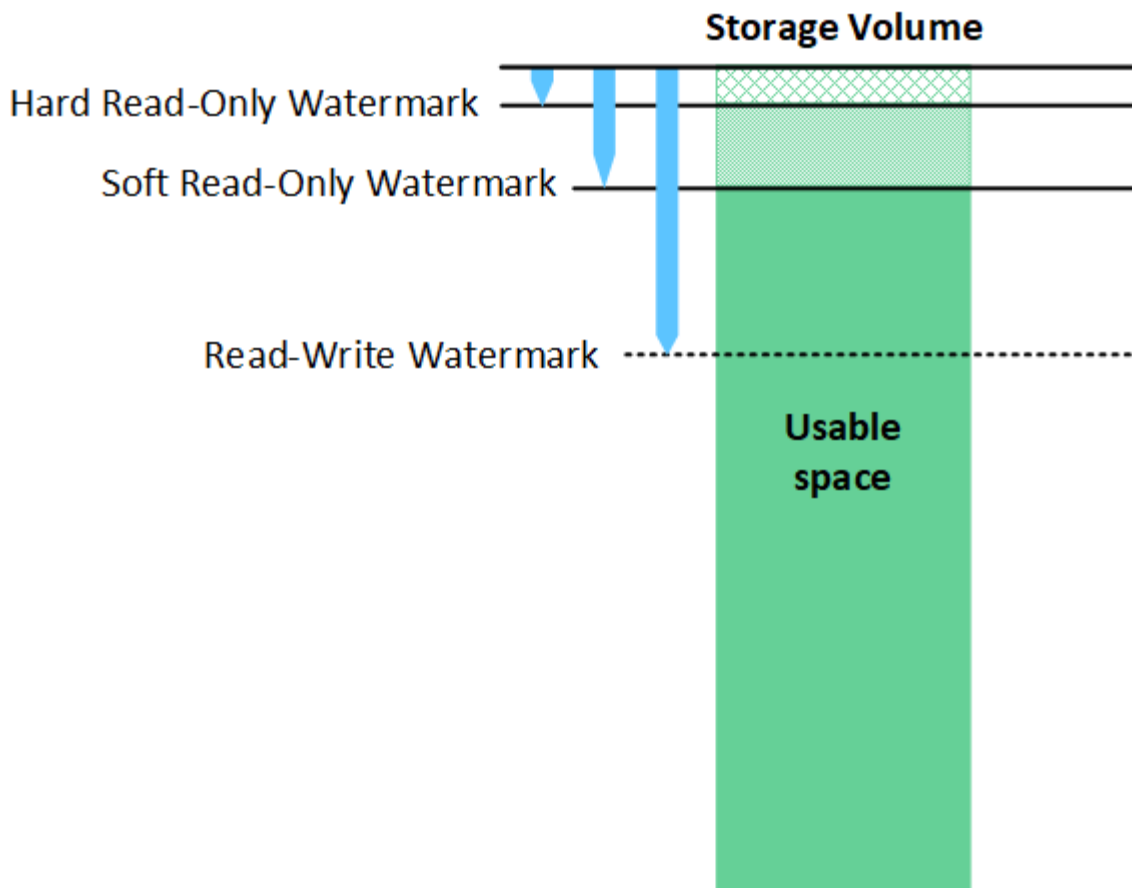 Storage Volume
Hard Read-Only Watermark
Soft Read-Only Watermark
Read-Write Watermark
Usable
space